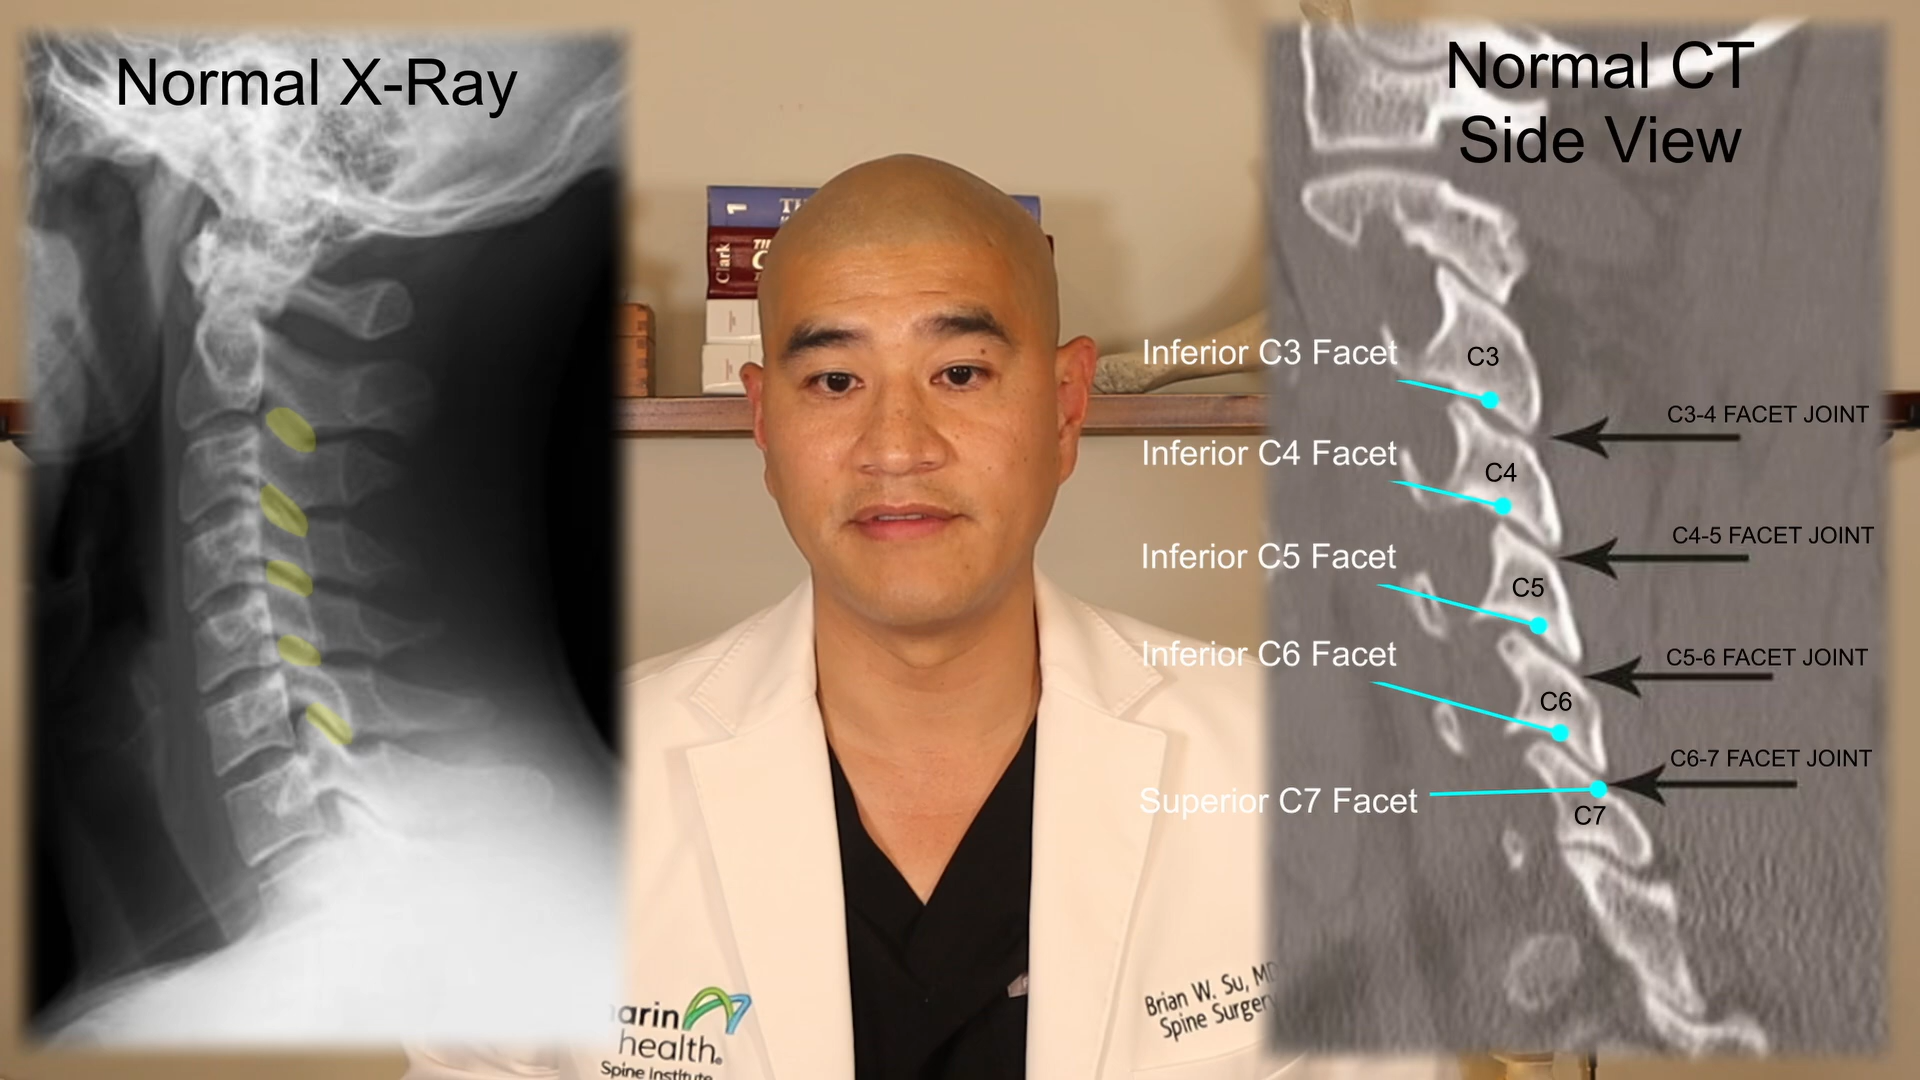 Normal X-Ray
Normal CT
Side View
1
Clark
Inferior C3 Facet
C3
C3-4 FACET JOINT
Inferior C4 Facet
C4
C4-5 FACET JOINT
Inferior C5 Facet
C5
C5-6 FACET JOINT
Inferior C6 Facet
C6
C6-7 FACET JOINT
Superior C7 Facet
C7
arin
health
Spine Institute
Brian W. Su, MD
Spine Surgery